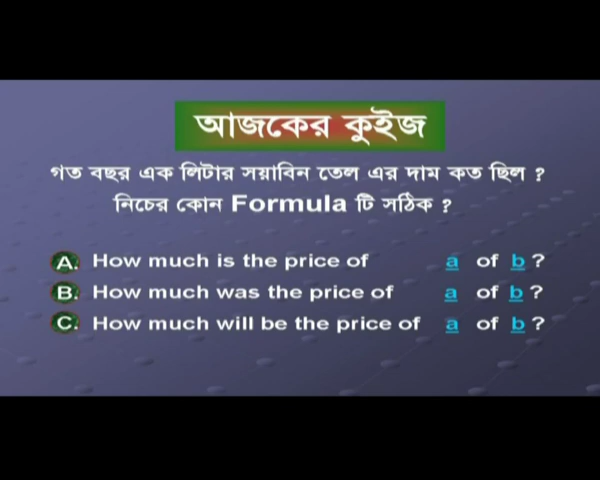 আজকের কুইজ
গত বছর এক লিটার সয়াবিন তেল এর দাম কত ছিল ?
নিচের কোন Formula টি সঠিক ?
A. How much is the price of a of b ?
B. How much was the price of a of b ?
C. How much will be the price of a of b ?